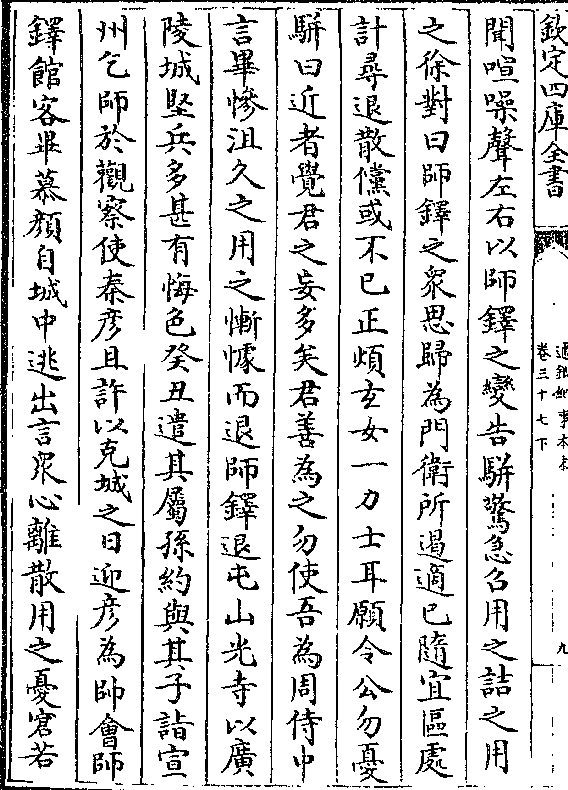 欽定四庫全書
通鑑紀事本末
卷三十七下
九
聞喧噪聲左右以師鐸之變告駢驚急召用之詰之用
之徐對曰師鐸之衆思歸為門衛所遏適已隨宜區處
計尋退散儻或不已正煩玄女一力士耳願令公勿憂
駢曰近者覺君之妄多矣君善為之勿使吾為周侍中
言畢慘沮久之用之慚懅而退師鐸退屯山光寺以廣
陵城堅兵多甚有悔色癸丑遣其屬孫約與其子詣宣
州乞師於觀察使秦彥且許以克城之日迎彥為帥會師
鐸館客畢慕顔自城中逃出言衆心離散用之憂窘若